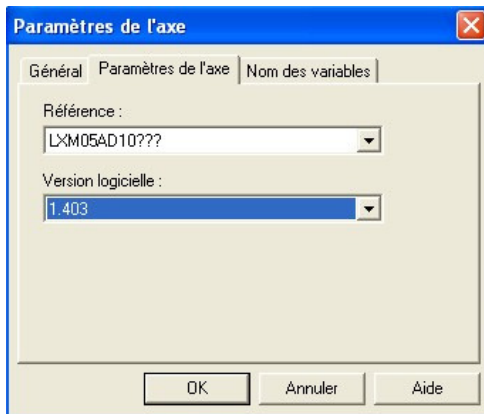 Paramètres de l'axe
Général Paramètres de l'axe Nom des variables
Référence :
LXM05AD10???
Version logicielle :
1.403
OK Annuler Aide